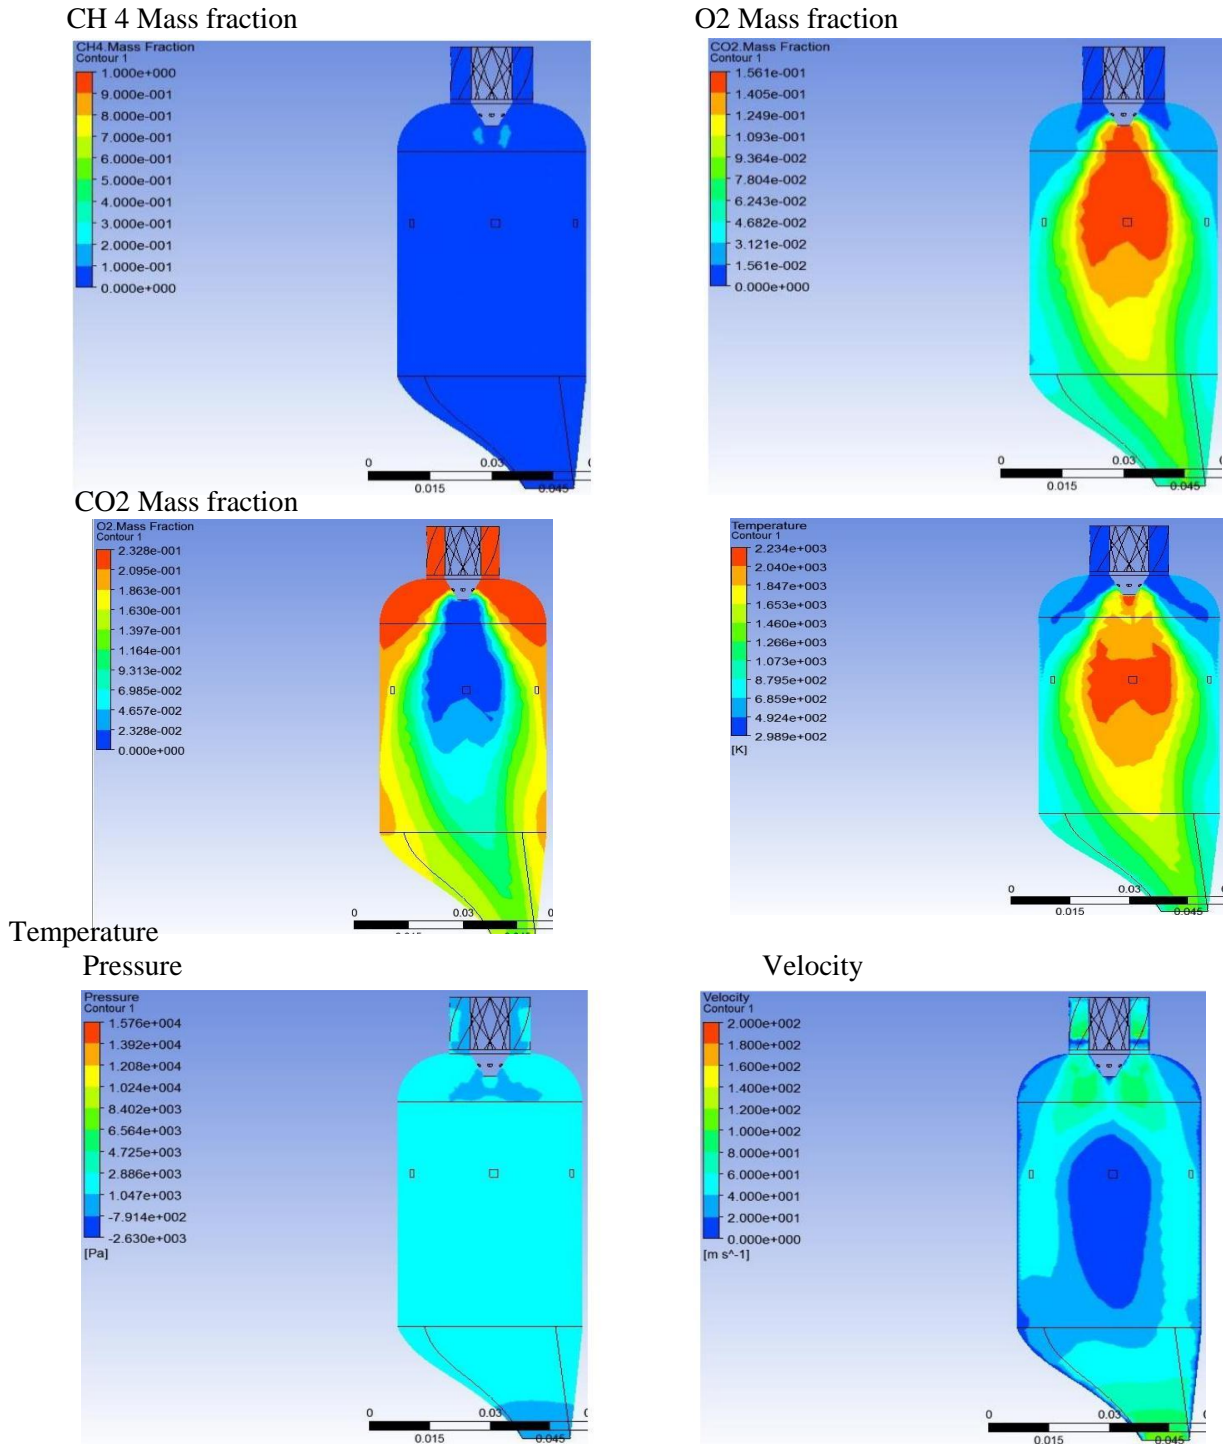 CH 4 Mass fraction
O2 Mass fraction
CH4.Mass Fraction
Contour 1
1.000e+000
9.000e-001
8.000e-001
7.000e-001
6.000e-001
5.000e-001
4.000e-001
3.000e-001
2.000e-001
1.000e-001
0.000e+000
0
0.03
0.015
0.045
CO2.Mass Fraction
Contour 1
1.561e-001
1.405e-001
1.249e-001
1.093e-001
9.364e-002
7.804e-002
6.243e-002
4.682e-002
3.121e-002
1.561e-002
0.000e+000
0
0.03
0.015
0.045
CO2 Mass fraction
O2.Mass Fraction
Contour 1
2.328e-001
2.095e-001
1.863e-001
1.630e-001
1.397e-001
1.164e-001
9.313e-002
6.985e-002
4.657e-002
2.328e-002
0.000e+000
0
0.03
Temperature
Contour 1
2.234e+003
2.040e+003
1.847e+003
1.653e+003
1.460e+003
1.266e+003
1.073e+003
8.795e+002
6.859e+002
4.924e+002
2.989e+002
[K]
0
0.03
0.015
0.045
Temperature
Pressure
Velocity
Pressure
Contour 1
1.576e+004
1.392e+004
1.208e+004
1.024e+004
8.402e+003
6.564e+003
4.725e+003
2.886e+003
1.047e+003
-7.914e+002
-2.630e+003
[Pa]
0
0.03
0.015
0.045
Velocity
Contour 1
2.000e+002
1.800e+002
1.600e+002
1.400e+002
1.200e+002
1.000e+002
8.000e+001
6.000e+001
4.000e+001
2.000e+001
0.000e+000
[m s^-1]
0
0.03
0.015
0.045